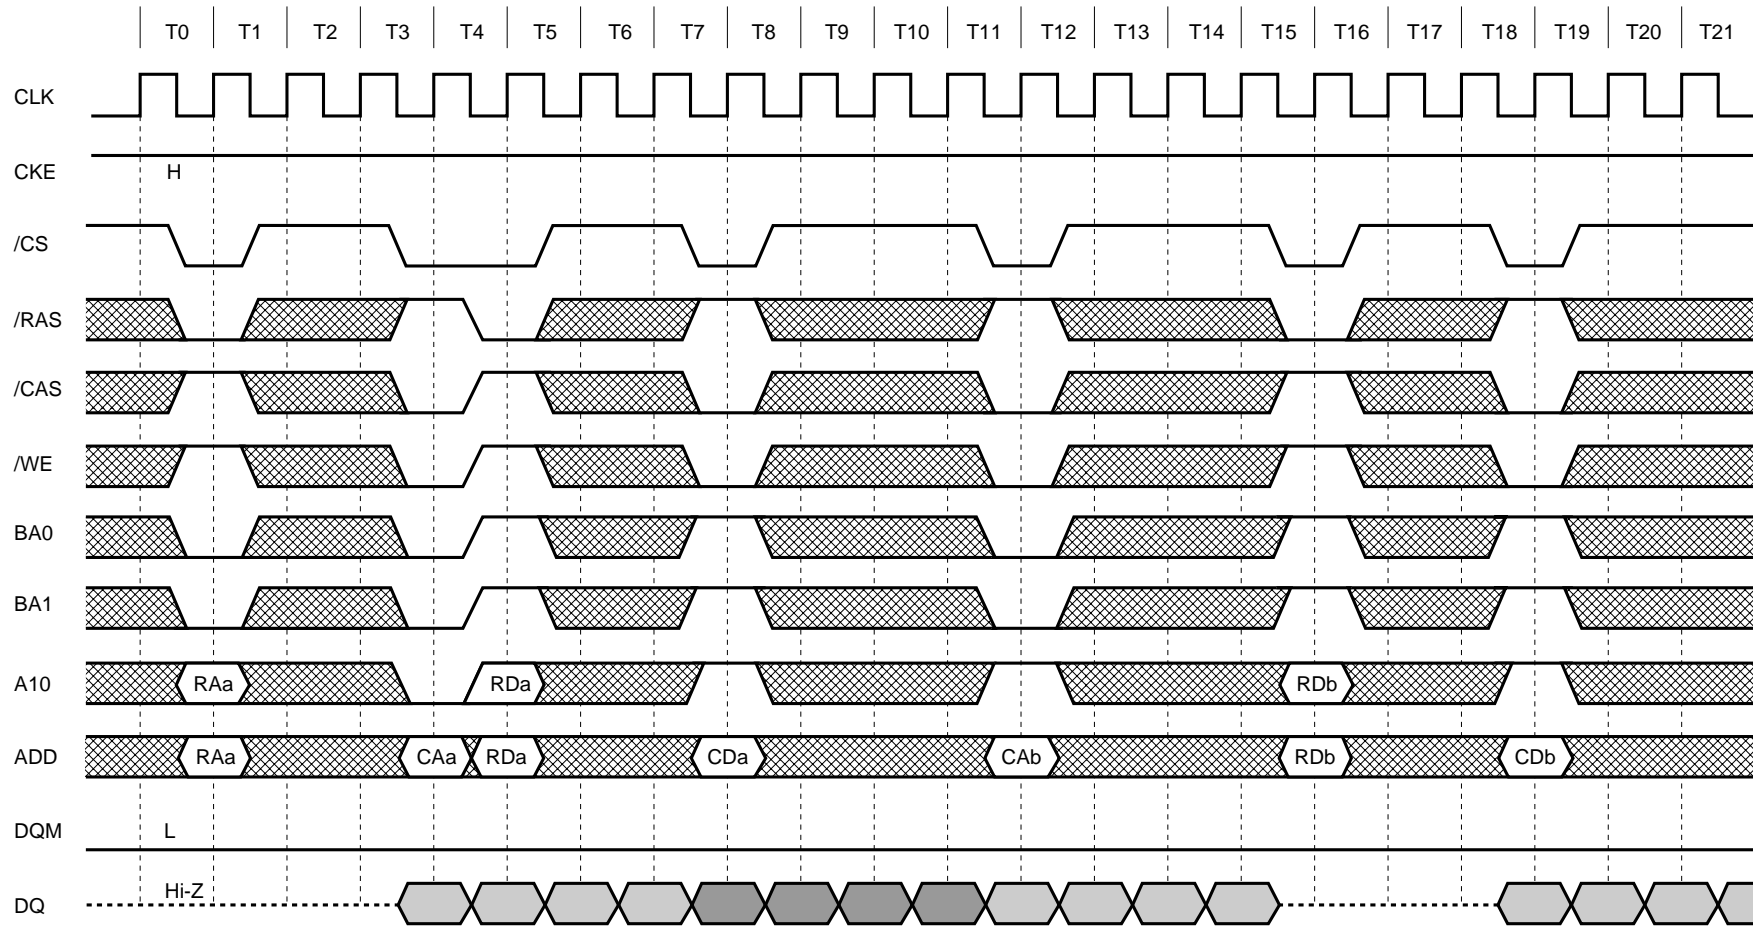 T0 T1 T2 T3 T4 T5 T6 T7 T8 T9 T10 T11 T12 T13 T14 T15 T16 T17 T18 T19 T20 T21
CLK
CKE H
/CS
/RAS
/CAS
/WE
BA0
BA1
A10 RAa RDa RDb
ADD RAa CAa RDa CDa CAb RDb CDb
DQM L
DQ Hi-Z